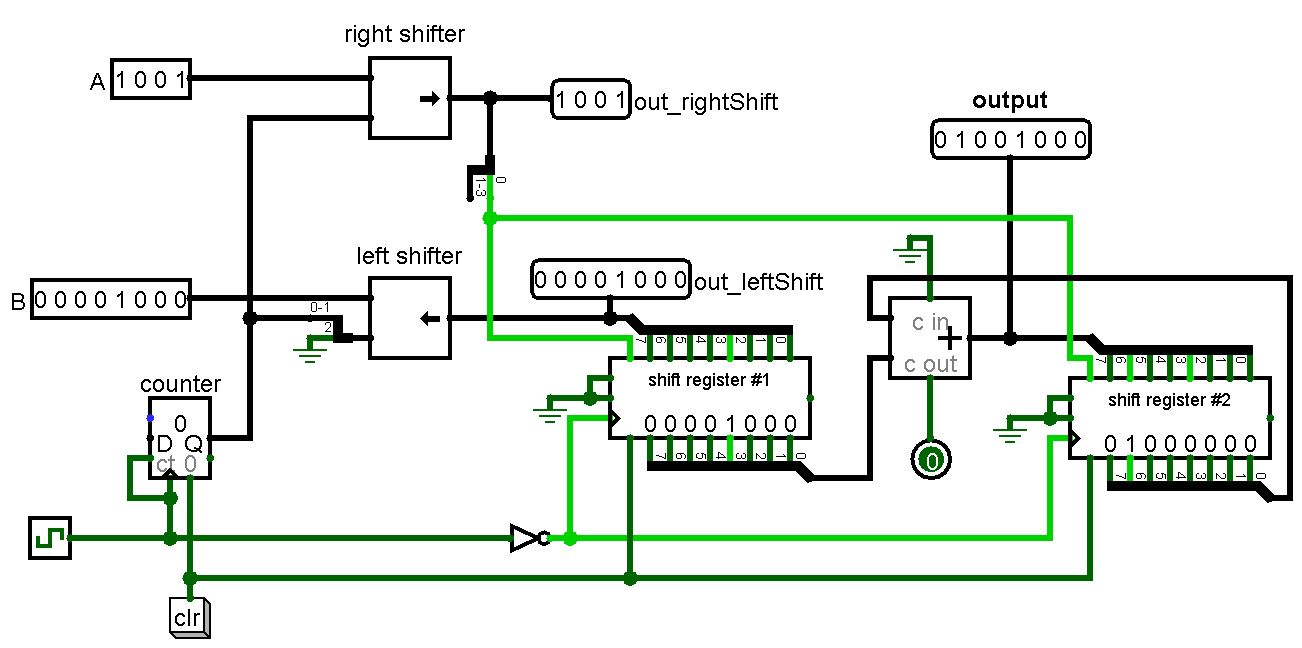 right shifter
A 1 0 0 1
1 0 0 1 out_rightShift
output
0 1 0 0 1 0 0 0
1-3 0
left shifter
B 0 0 0 0 1 0 0 0
0-1
2
0 0 0 0 1 0 0 0 out_leftShift
7 6 5 4 3 2 1 0
shift register #1
0 0 0 0 1 0 0 0
7 6 5 4 3 2 1 0
c in
+
c out
0
7 6 5 4 3 2 1 0
shift register #2
0 1 0 0 0 0 0 0
7 6 5 4 3 2 1 0
counter
0
D Q
ct 0
clr